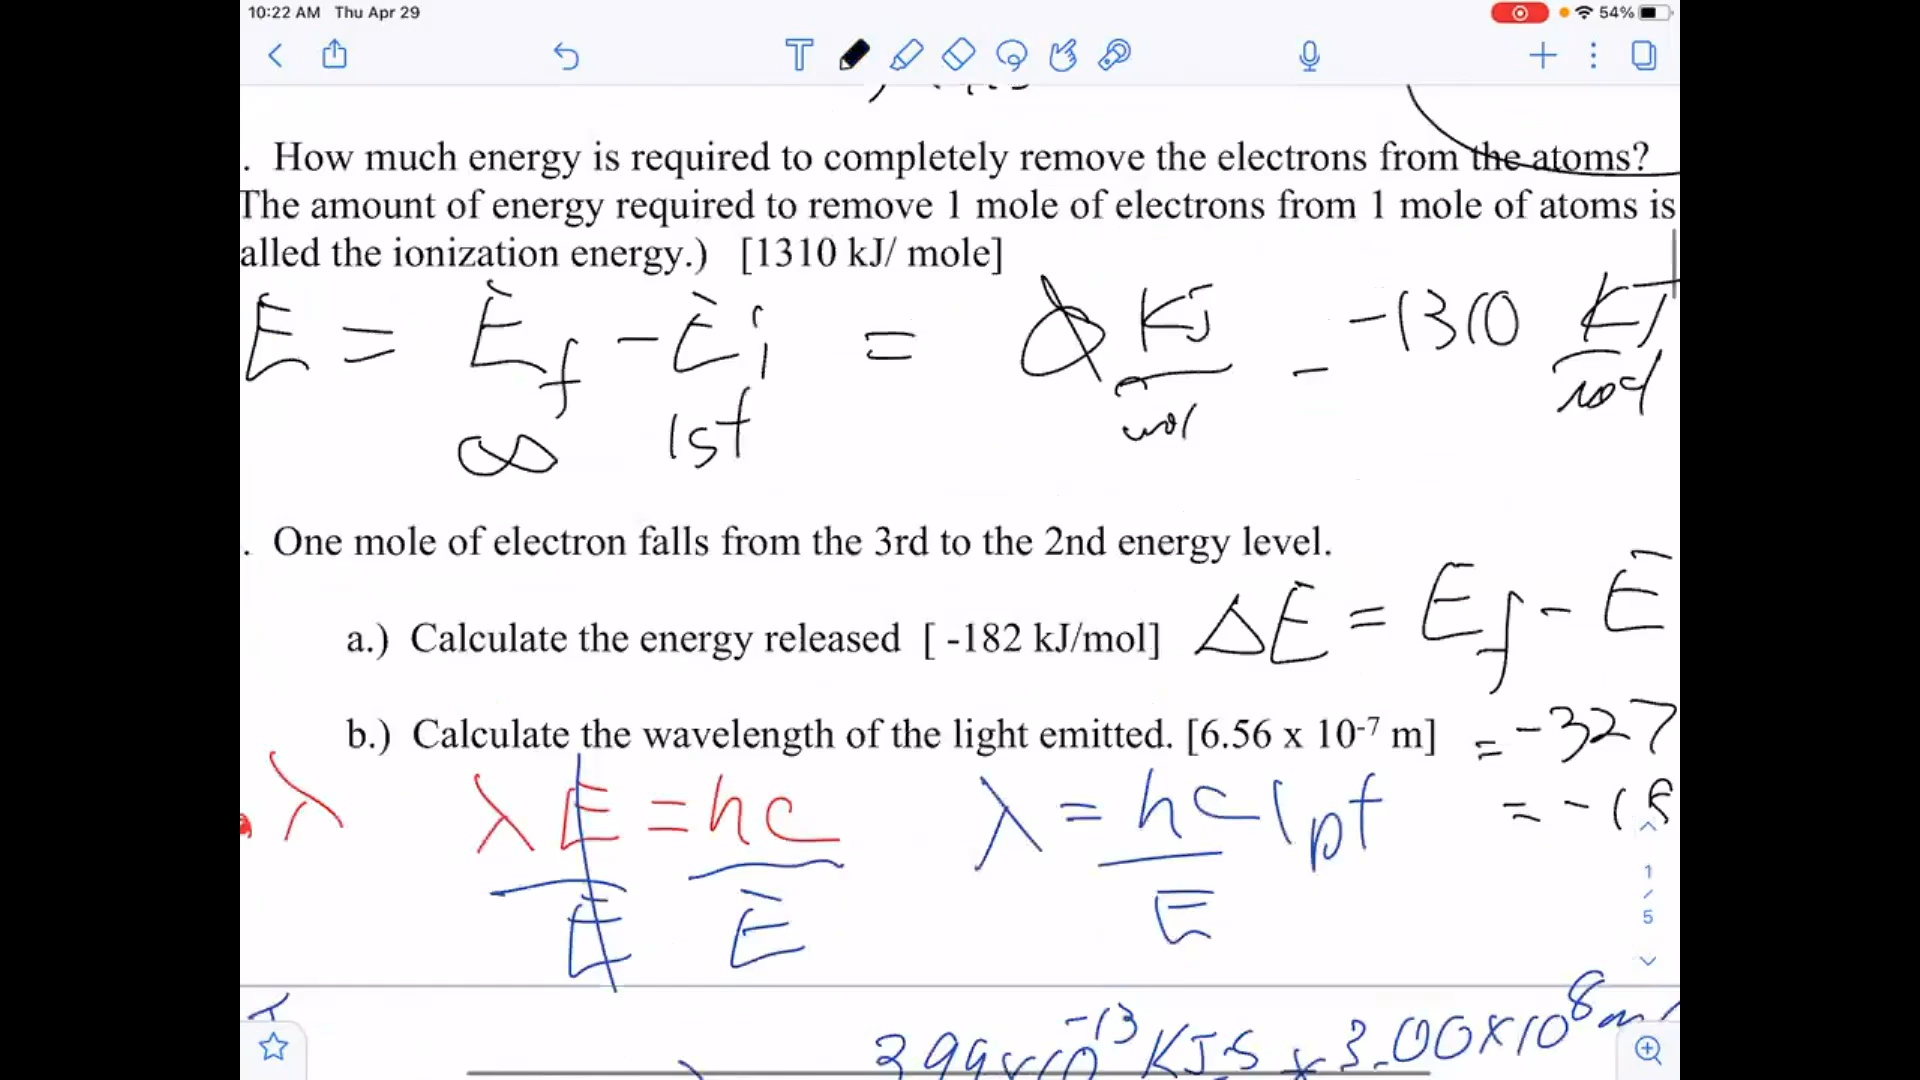 10:22 AM Thu Apr 29
54%
. How much energy is required to completely remove the electrons from the atoms?
The amount of energy required to remove 1 mole of electrons from 1 mole of atoms is
alled the ionization energy.) [1310 kJ/ mole]
E = E_f - E_i = 0 KJ/mol - -1310 KJ/mol
∞ 1st
. One mole of electron falls from the 3rd to the 2nd energy level.
a.) Calculate the energy released [ -182 kJ/mol]
ΔE = E_f - E
b.) Calculate the wavelength of the light emitted. [6.56 x 10⁻⁷ m]
= -327
= -18
λ λE/E = hc/E λ = hc/E 1pt
1
/
5
3.99x10⁻¹³ KJ·S x 3.00x10⁸ m/